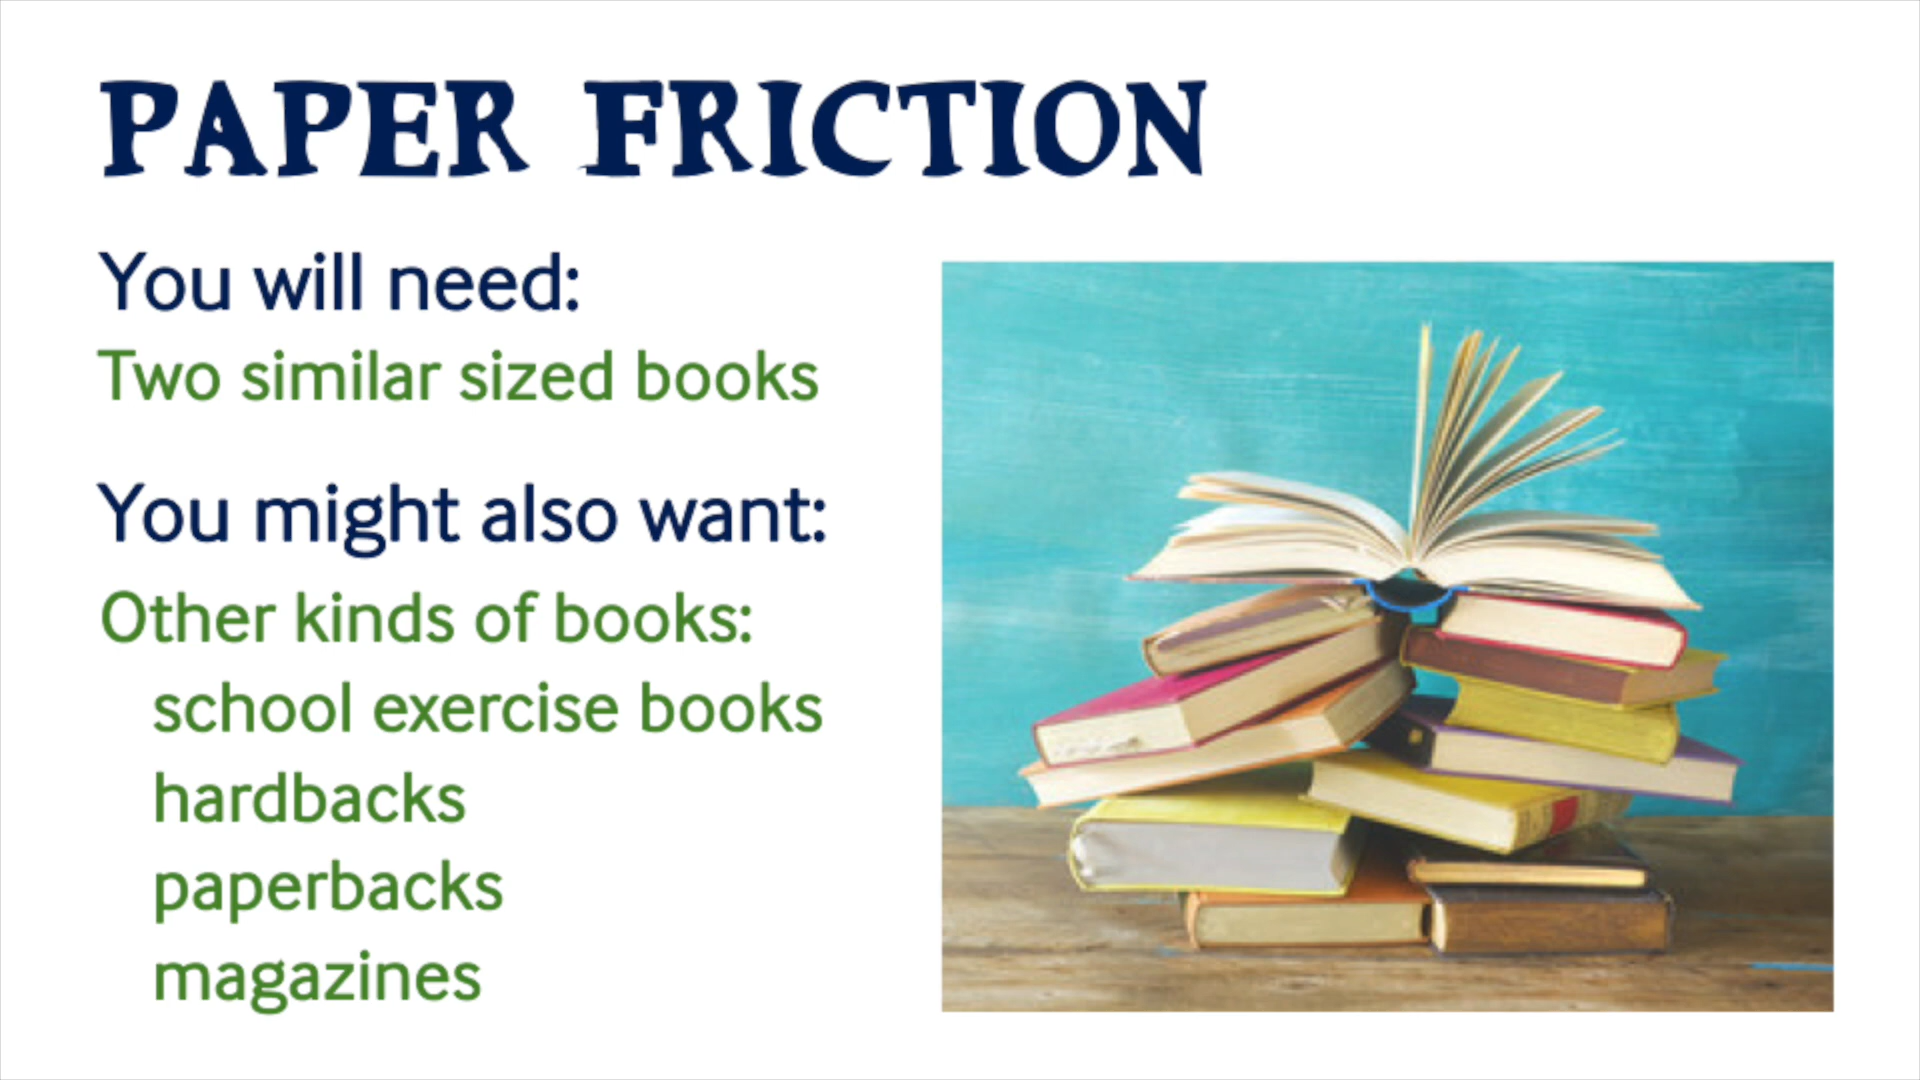 PAPER FRICTION
You will need:
Two similar sized books
You might also want:
Other kinds of books:
school exercise books
hardbacks
paperbacks
magazines